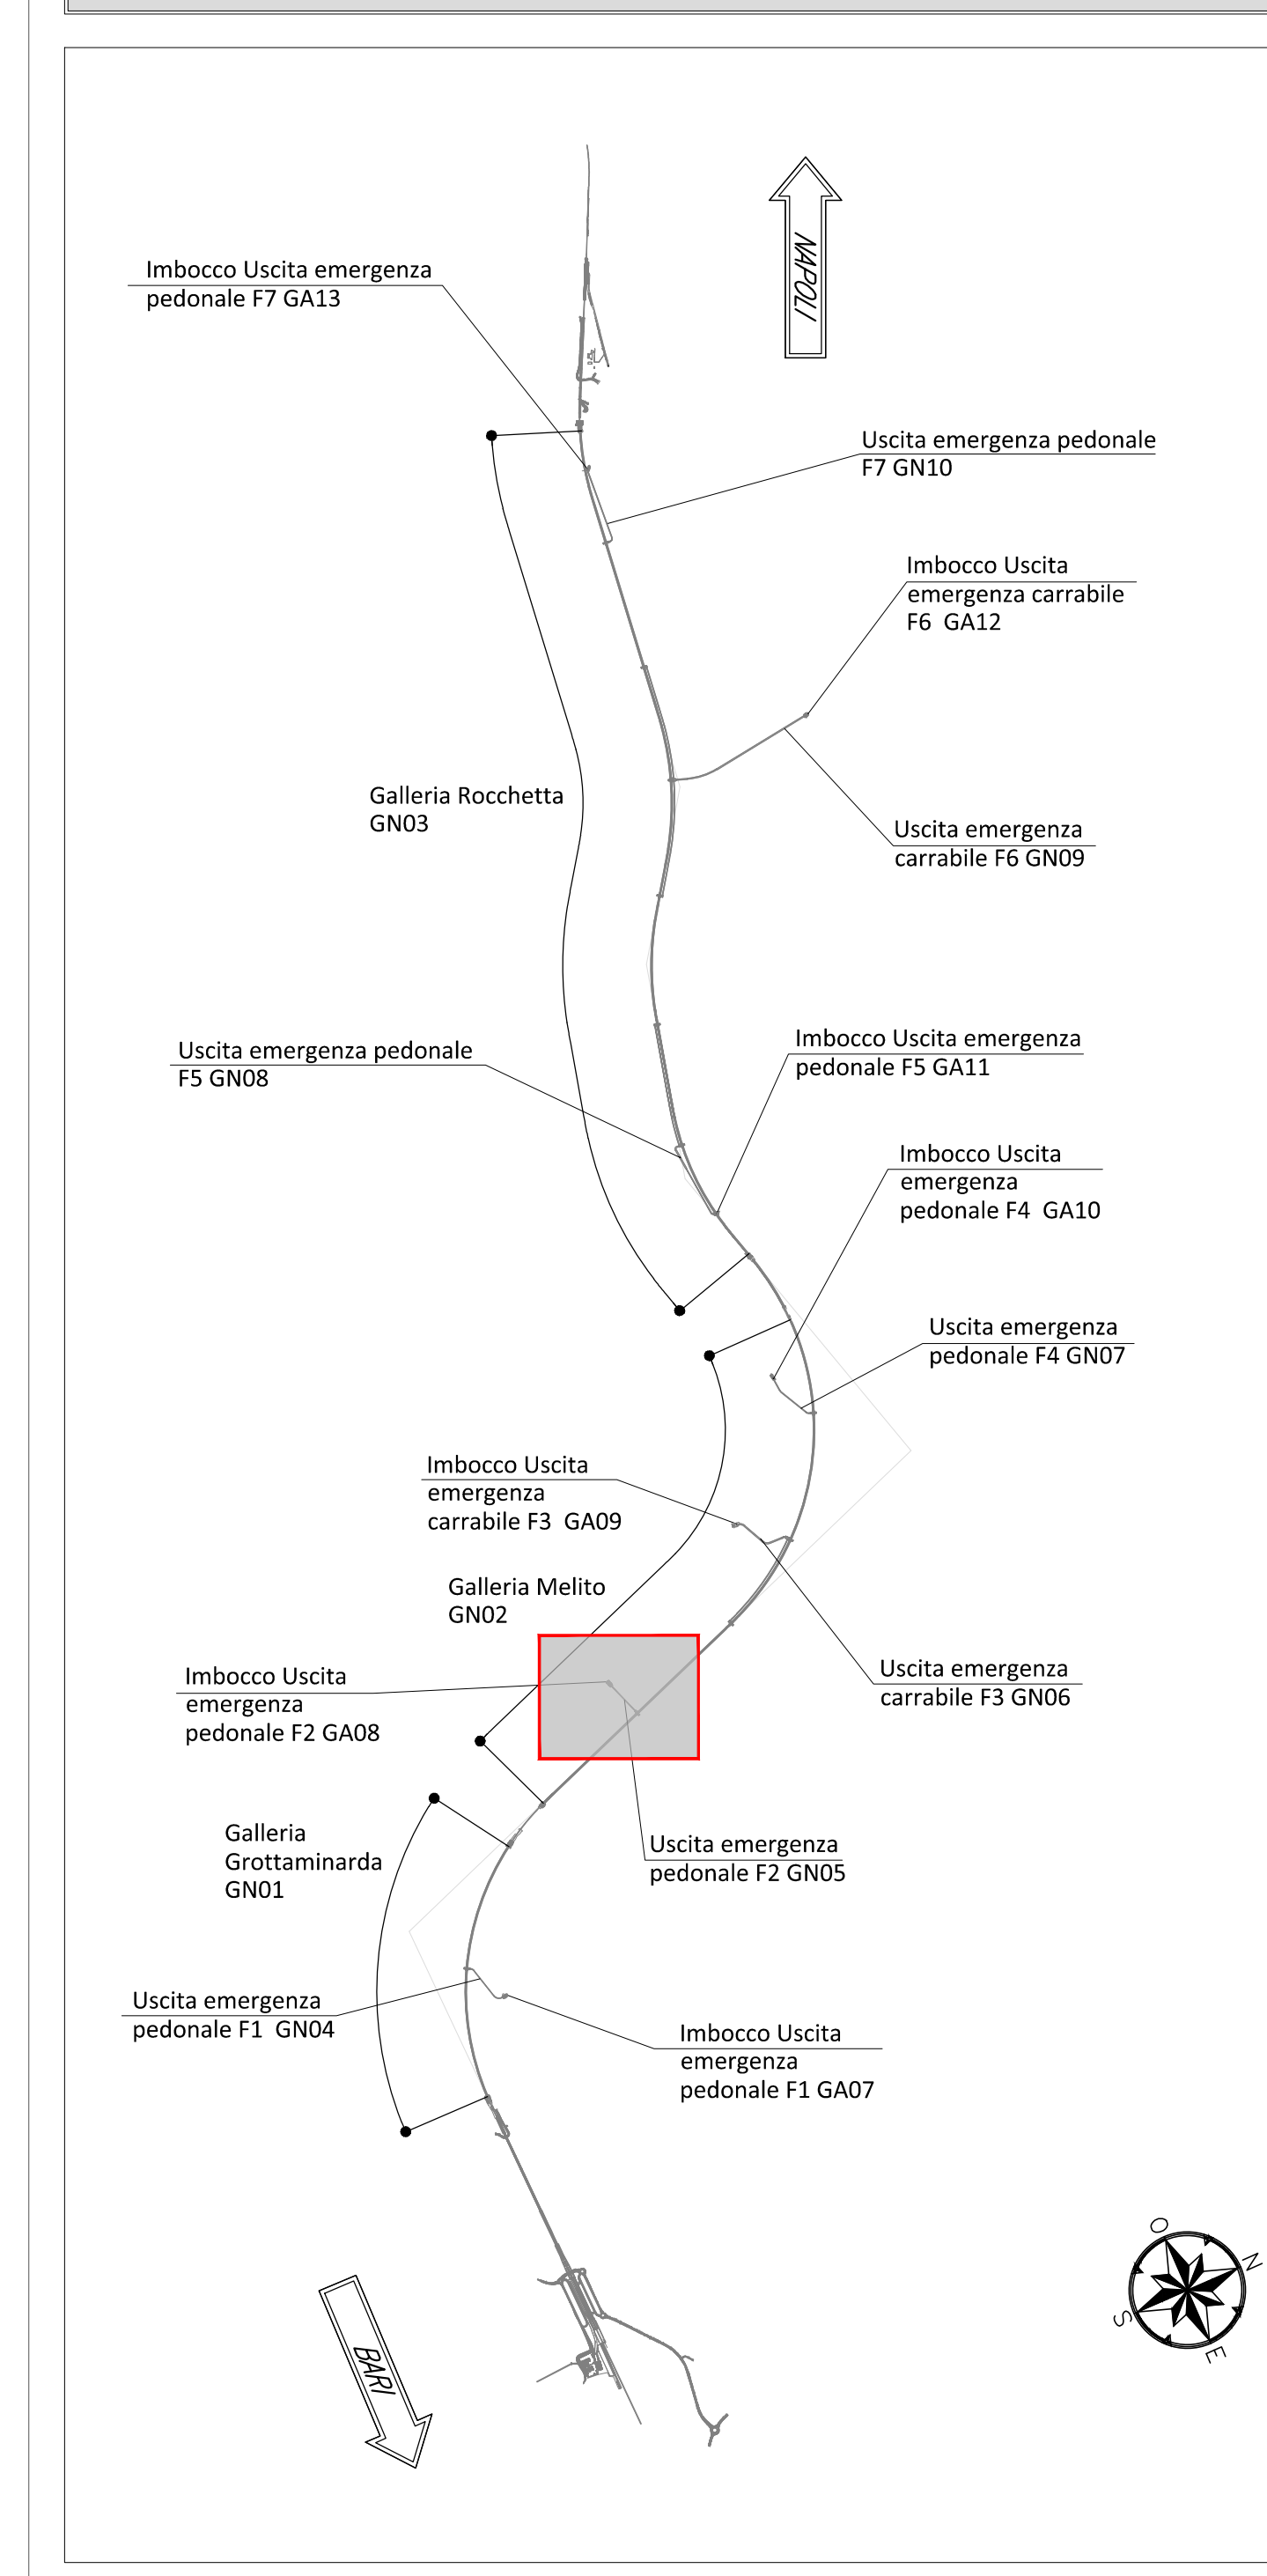 NAPOLI
Imbocco Uscita emergenza
pedonale F7 GA13
Uscita emergenza pedonale
F7 GN10
Imbocco Uscita
emergenza carrabile
F6  GA12
Galleria Rocchetta
GN03
Uscita emergenza
carrabile F6 GN09
Uscita emergenza pedonale
F5 GN08
Imbocco Uscita emergenza
pedonale F5 GA11
Imbocco Uscita
emergenza
pedonale F4  GA10
Uscita emergenza
pedonale F4 GN07
Imbocco Uscita
emergenza
carrabile F3  GA09
Galleria Melito
GN02
Imbocco Uscita
emergenza
pedonale F2 GA08
Uscita emergenza
carrabile F3 GN06
Galleria
Grottaminarda
GN01
Uscita emergenza
pedonale F2 GN05
Uscita emergenza
pedonale F1  GN04
Imbocco Uscita
emergenza
pedonale F1 GA07
O
N
S
E
BARI